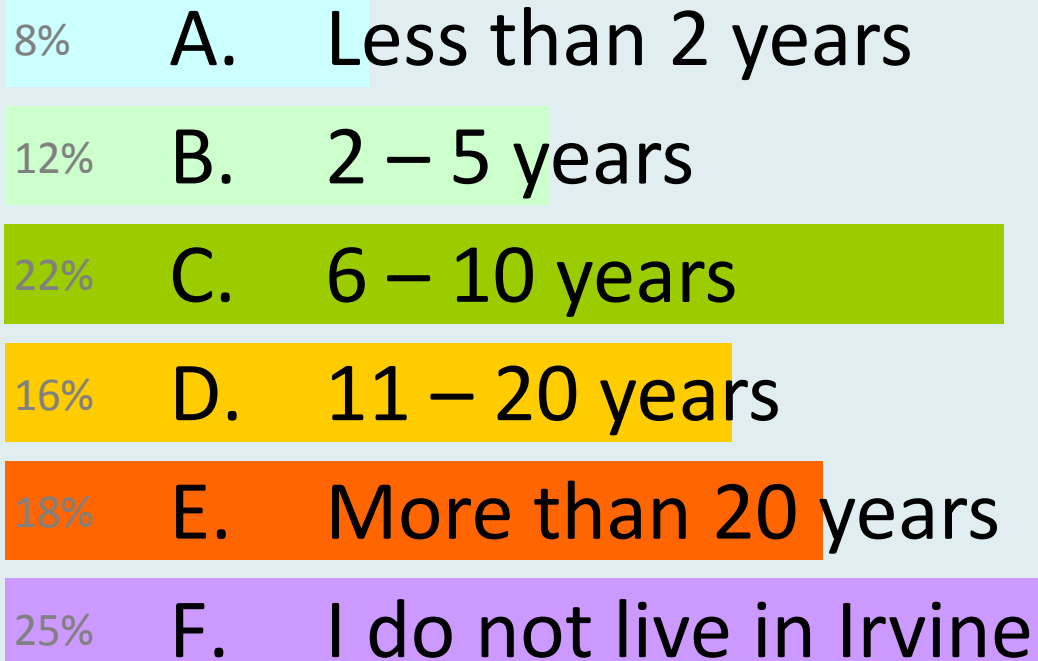 8% A. Less than 2 years
12% B. 2 – 5 years
22% C. 6 – 10 years
16% D. 11 – 20 years
18% E. More than 20 years
25% F. I do not live in Irvine